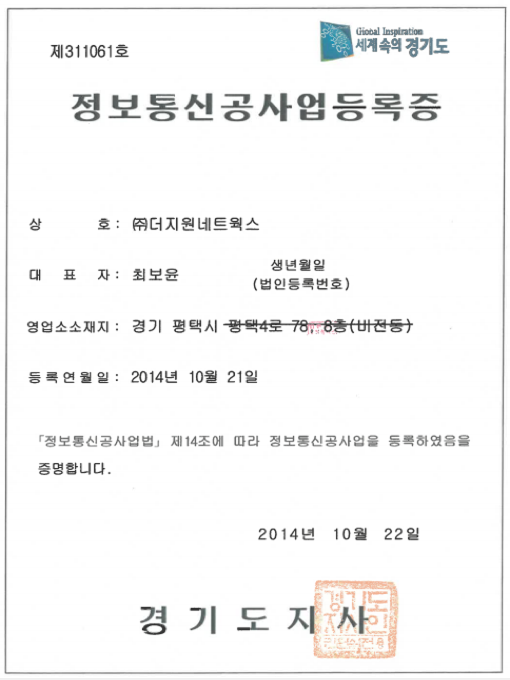 제311061호
Global Inspiration
세계속의 경기도
정보통신공사업등록증
상 호 : ㈜더지원네트웍스
대 표 자 : 최보윤
생년월일
(법인등록번호)
영업소소재지 : 경기 평택시 평택4로 78, 8층(비전동)
등록연월일 : 2014년 10월 21일
「정보통신공사업법」 제14조에 따라 정보통신공사업을 등록하였음을
증명합니다.
2014년 10월 22일
경기도지사
경기도
지사인